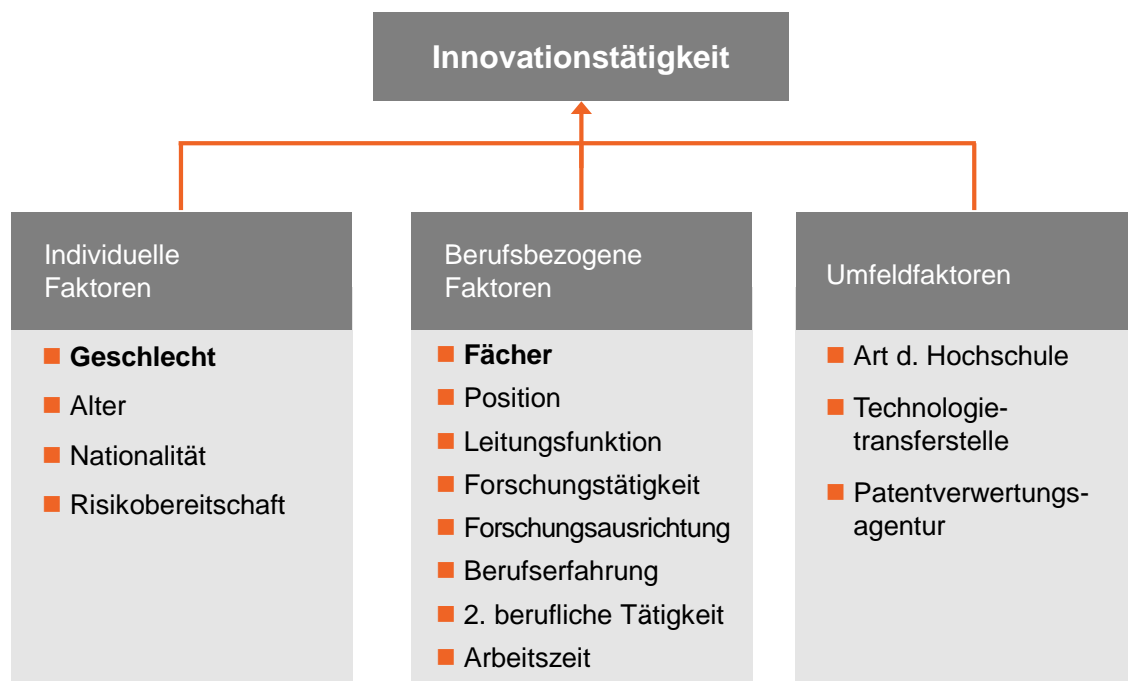 Innovationstätigkeit
Individuelle
Faktoren
Geschlecht
Alter
Nationalität
Risikobereitschaft
Berufsbezogene
Faktoren
Fächer
Position
Leitungsfunktion
Forschungstätigkeit
Forschungsausrichtung
Berufserfahrung
2. berufliche Tätigkeit
Arbeitszeit
Umfeldfaktoren
Art d. Hochschule
Technologie-
transferstelle
Patentverwertungs-
agentur